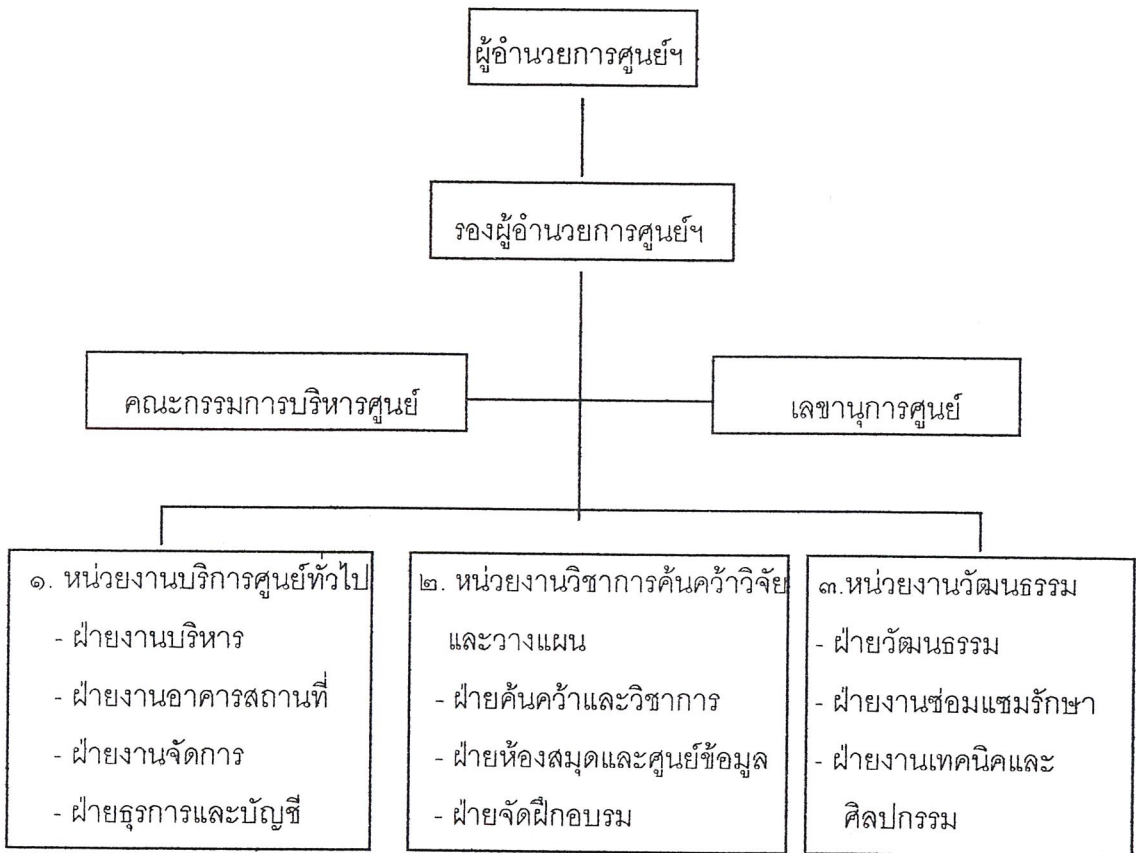 ผู้อำนวยการศูนย์ฯ
รองผู้อำนวยการศูนย์ฯ
คณะกรรมการบริหารศูนย์
เลขานุการศูนย์
๑. หน่วยงานบริการศูนย์ทั่วไป
- ฝ่ายงานบริหาร
- ฝ่ายงานอาคารสถานที่
- ฝ่ายงานจัดการ
- ฝ่ายธุรการและบัญชี
๒. หน่วยงานวิชาการค้นคว้าวิจัย
และวางแผน
- ฝ่ายค้นคว้าและวิชาการ
- ฝ่ายห้องสมุดและศูนย์ข้อมูล
- ฝ่ายจัดฝึกอบรม
๓.หน่วยงานวัฒนธรรม
- ฝ่ายวัฒนธรรม
- ฝ่ายงานซ่อมแซมรักษา
- ฝ่ายงานเทคนิคและ
ศิลปกรรม